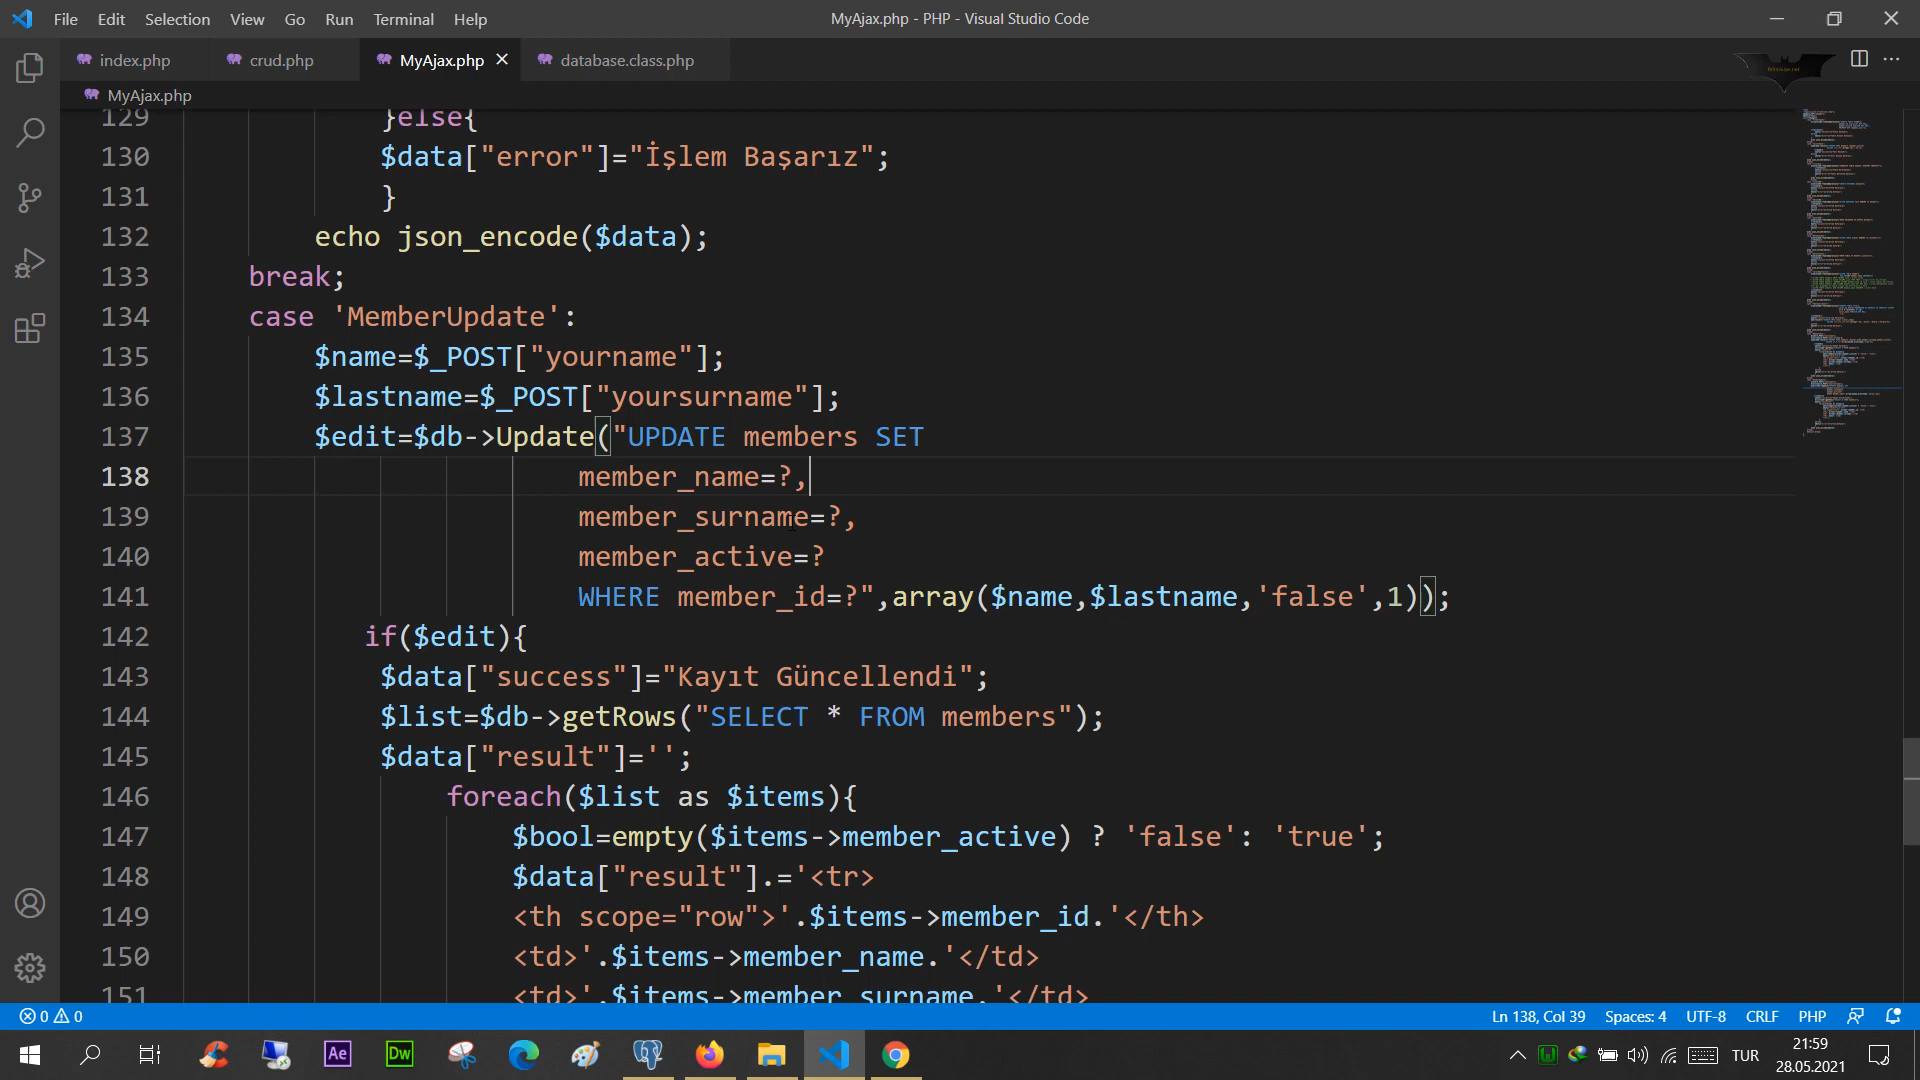 File Edit Selection View Go Run Terminal Help
MyAjax.php - PHP - Visual Studio Code
index.php
crud.php
MyAjax.php
database.class.php
MyAjax.php
129 }else{
130 $data["error"]="İşlem Başarız";
131 }
132 echo json_encode($data);
133 break;
134 case 'MemberUpdate':
135 $name=$_POST["yourname"];
136 $lastname=$_POST["yoursurname"];
137 $edit=$db->Update("UPDATE members SET
138 member_name=?,
139 member_surname=?,
140 member_active=?
141 WHERE member_id=?",array($name,$lastname,'false',1));
142 if($edit){
143 $data["success"]="Kayıt Güncellendi";
144 $list=$db->getRows("SELECT * FROM members");
145 $data["result"]='';
146 foreach($list as $items){
147 $bool=empty($items->member_active) ? 'false': 'true';
148 $data["result"].='<tr>
149 <th scope="row">'.$items->member_id.'</th>
150 <td>'.$items->member_name.'</td>
151 <td>'.$items->member_surname.'</td>
0 0
Ln 138, Col 39 Spaces: 4 UTF-8 CRLF PHP
Ae Dw
TUR
21:59
28.05.2021